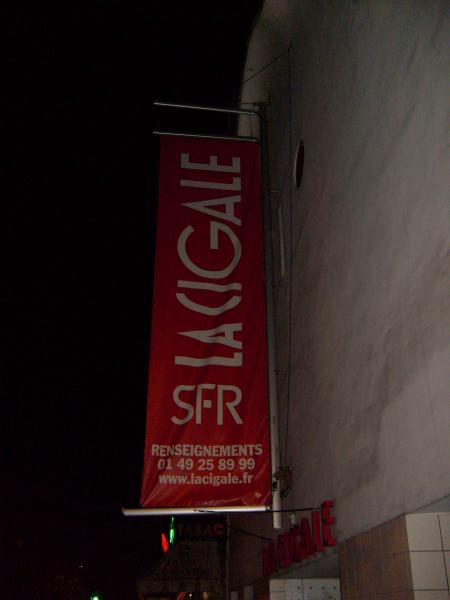 LA CIGALE
SFR
RENSEIGNEMENTS
01 49 25 89 99
www.lacigale.fr
TABAC
LA CIGALE